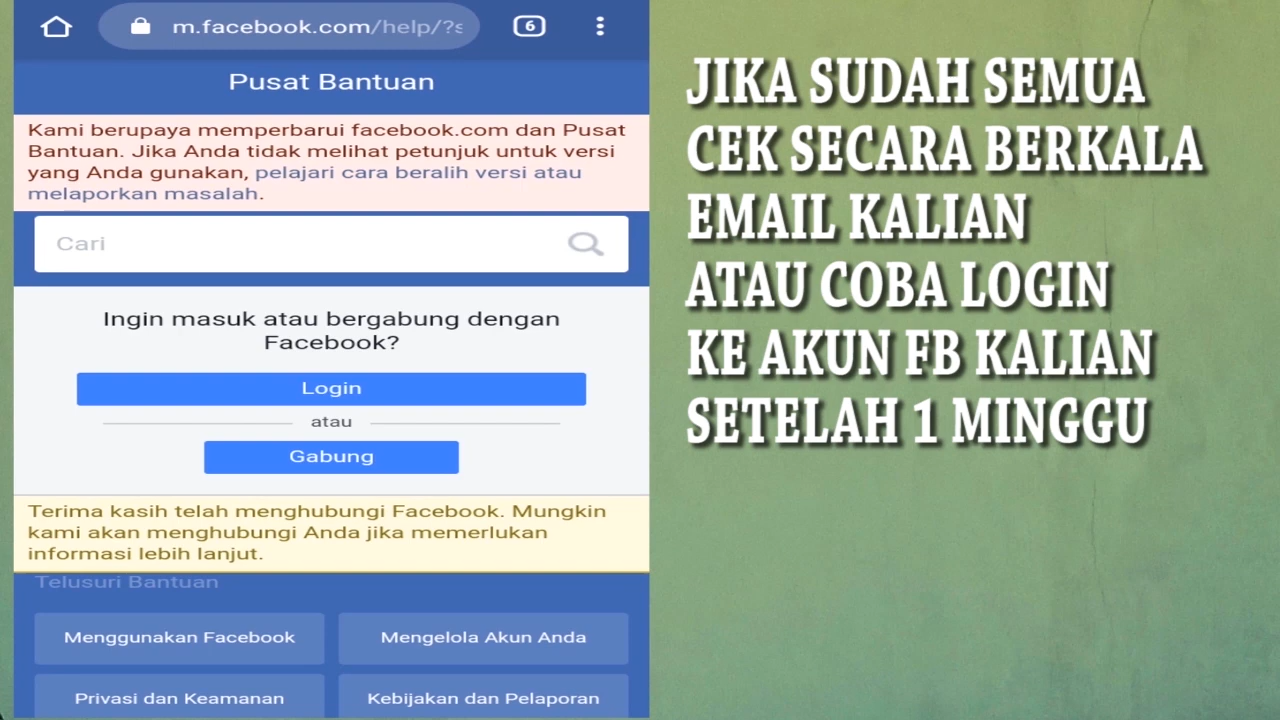 m.facebook.com/help/?s
6
Pusat Bantuan
Kami berupaya memperbarui facebook.com dan Pusat
Bantuan. Jika Anda tidak melihat petunjuk untuk versi
yang Anda gunakan, pelajari cara beralih versi atau
melaporkan masalah.
Cari
Ingin masuk atau bergabung dengan
Facebook?
Login
atau
Gabung
Terima kasih telah menghubungi Facebook. Mungkin
kami akan menghubungi Anda jika memerlukan
informasi lebih lanjut.
Telusuri Bantuan
Menggunakan Facebook
Mengelola Akun Anda
Privasi dan Keamanan
Kebijakan dan Pelaporan
JIKA SUDAH SEMUA
CEK SECARA BERKALA
EMAIL KALIAN
ATAU COBA LOGIN
KE AKUN FB KALIAN
SETELAH 1 MINGGU